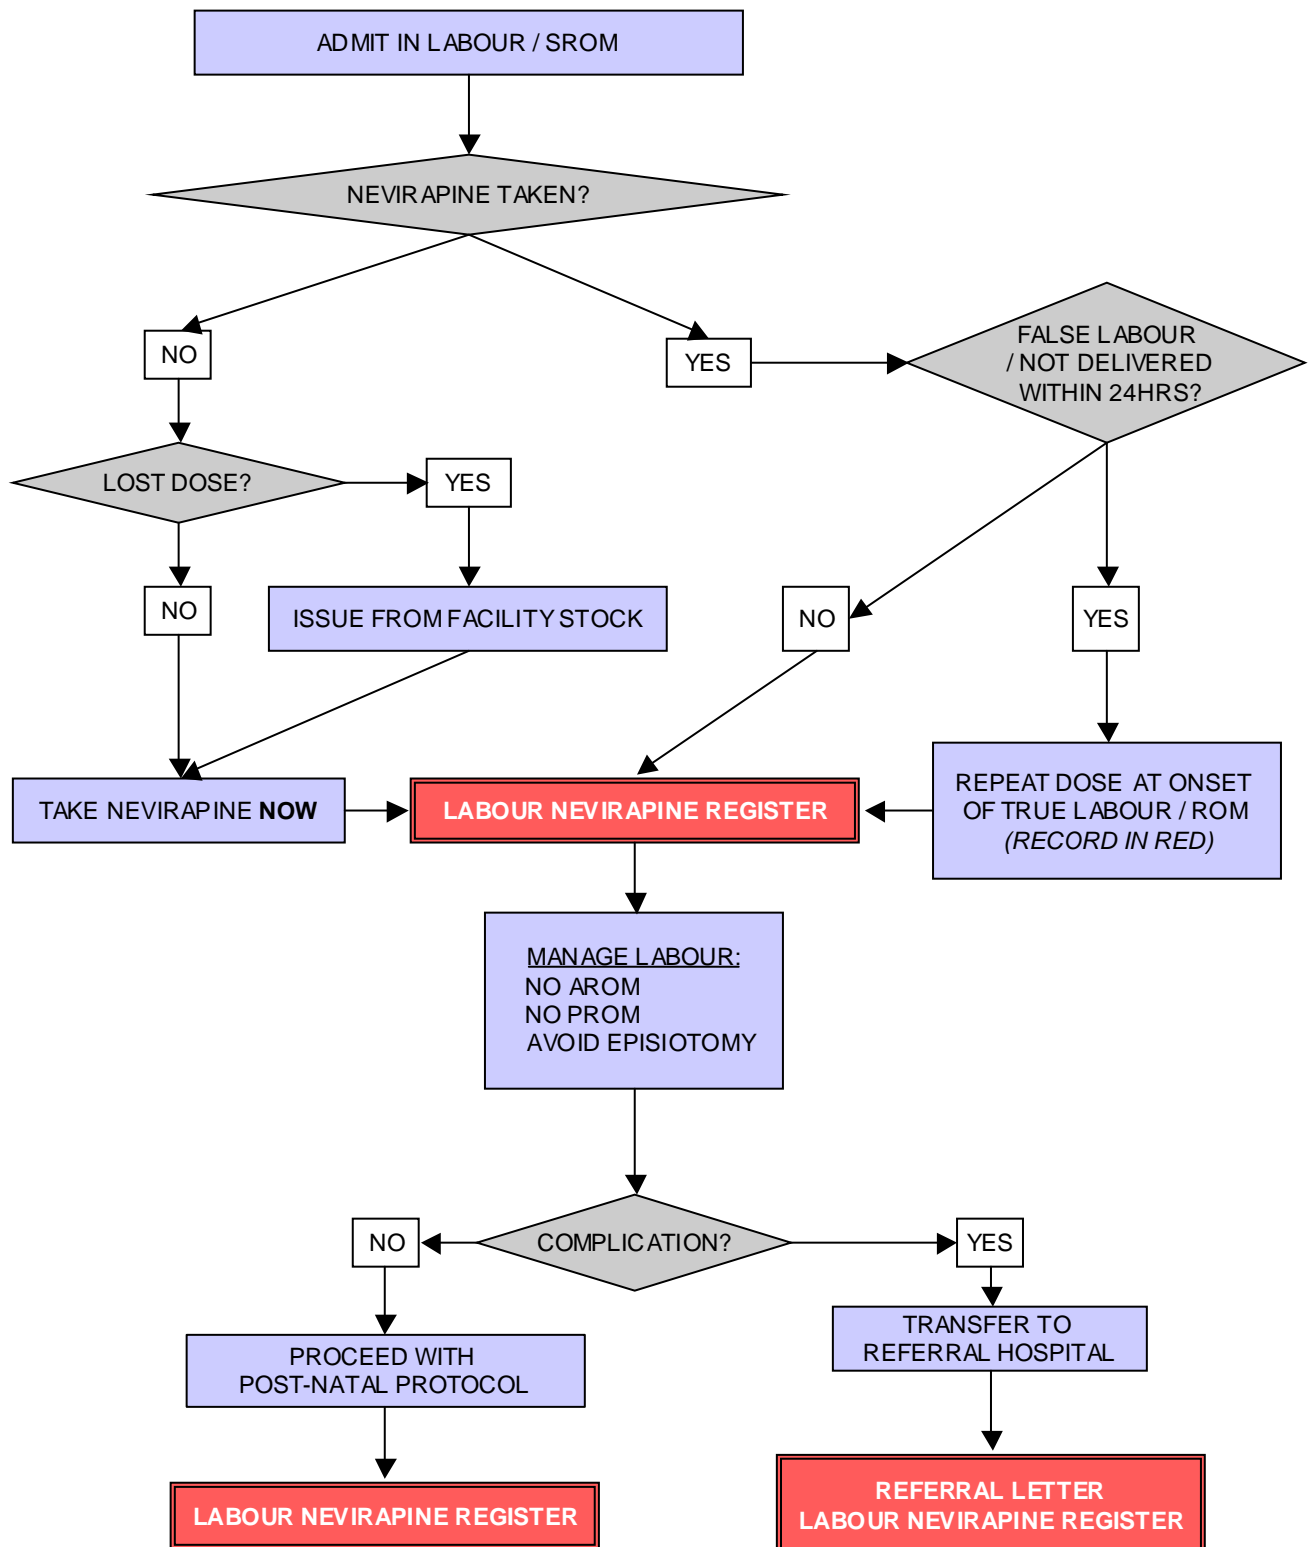 ADMIT IN LABOUR / SROM
NEVIRAPINE TAKEN?
NO
YES
FALSE LABOUR
/ NOT DELIVERED
WITHIN 24HRS?
LOST DOSE?
YES
NO
ISSUE FROM FACILITY STOCK
NO
YES
TAKE NEVIRAPINE NOW
LABOUR NEVIRAPINE REGISTER
REPEAT DOSE AT ONSET
OF TRUE LABOUR / ROM
(RECORD IN RED)
MANAGE LABOUR:
NO AROM
NO PROM
AVOID EPISIOTOMY
COMPLICATION?
NO
YES
PROCEED WITH
POST-NATAL PROTOCOL
TRANSFER TO
REFERRAL HOSPITAL
LABOUR NEVIRAPINE REGISTER
REFERRAL LETTER
LABOUR NEVIRAPINE REGISTER